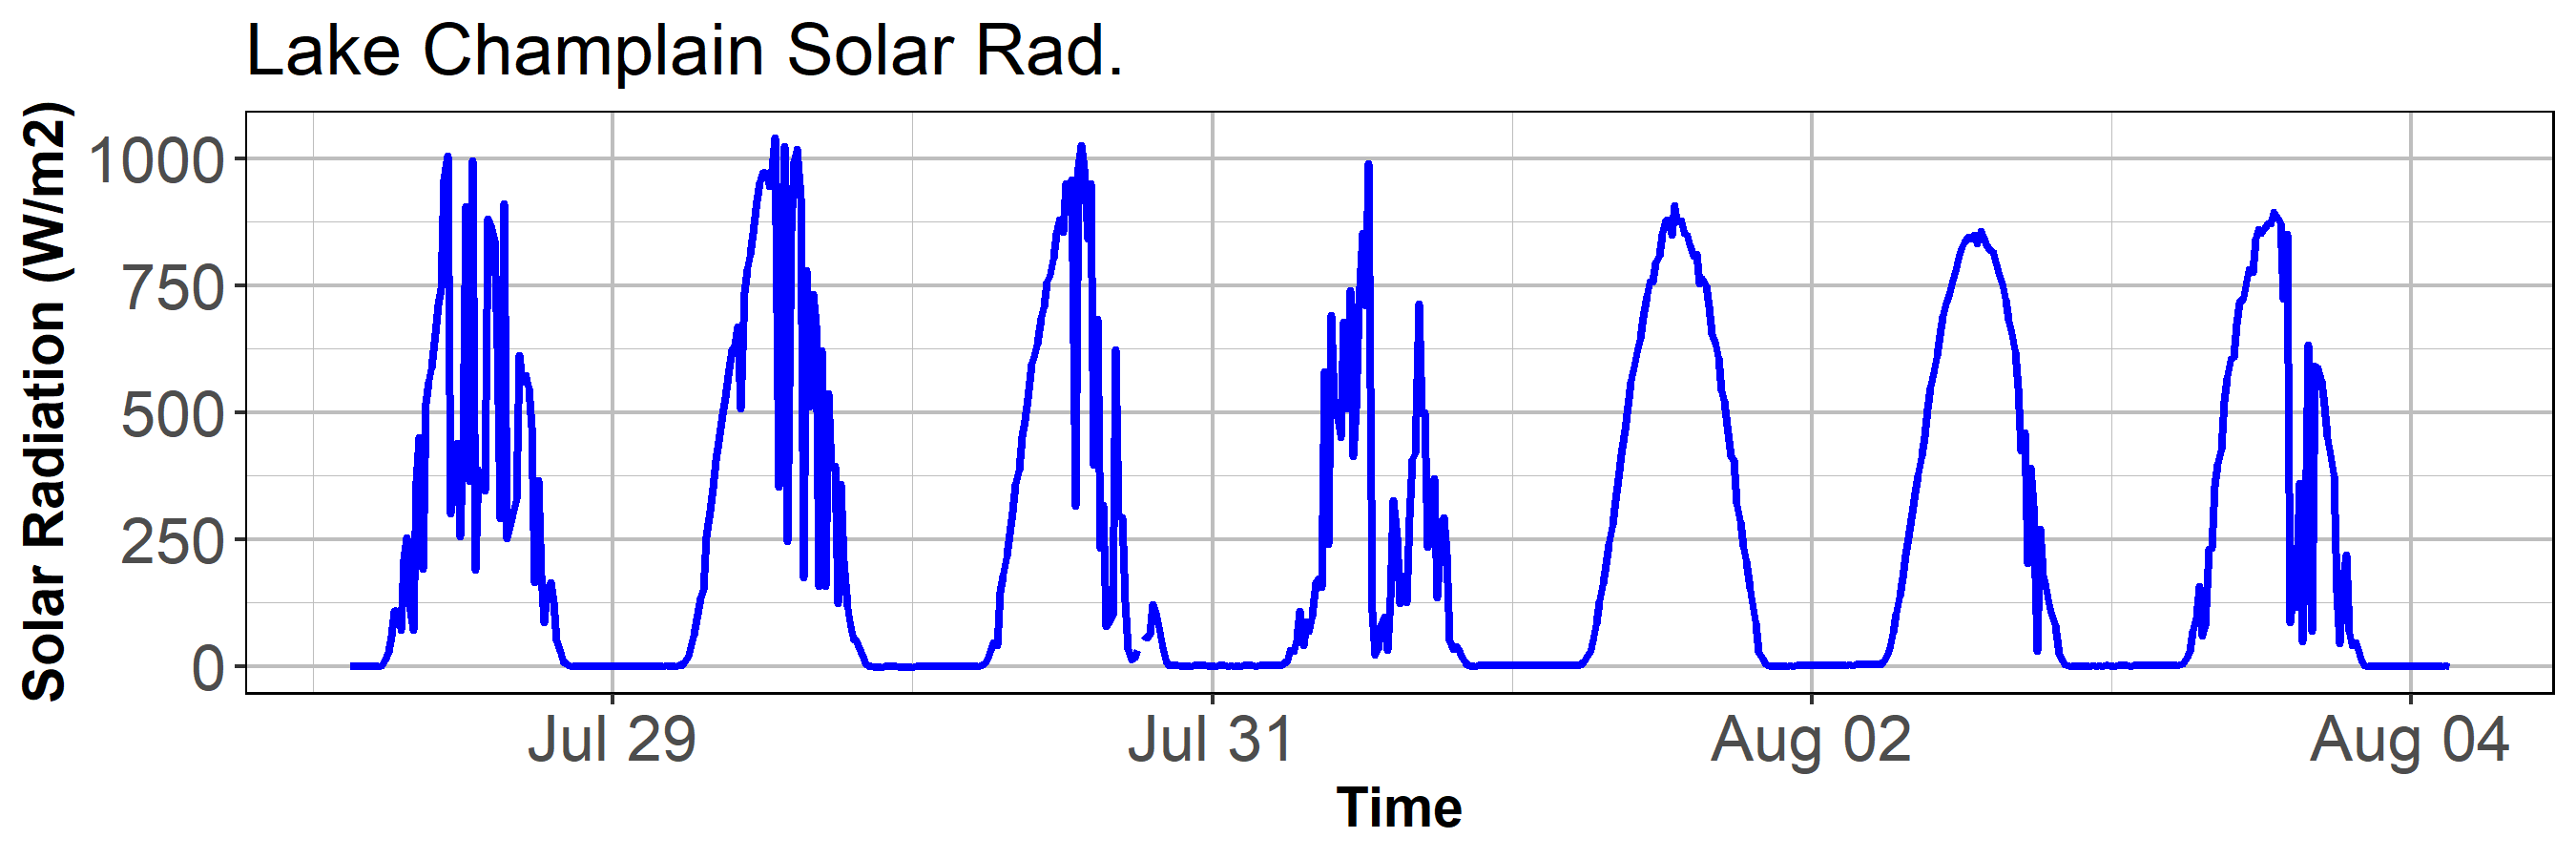 Lake Champlain Solar Rad.
Solar Radiation (W/m2)
1000
750
500
250
0
Jul 29
Jul 31
Aug 02
Aug 04
Time